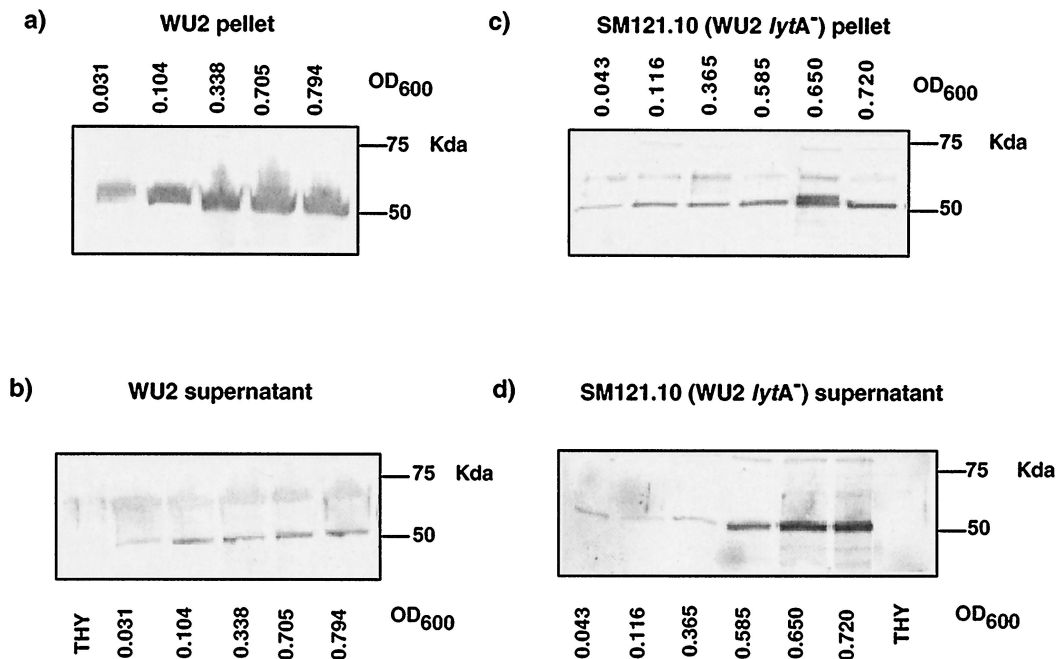 a)
WU2 pellet
0.031 0.104 0.338 0.705 0.794 OD600
75 Kda
50
c)
SM121.10 (WU2 lytA-) pellet
0.043 0.116 0.365 0.585 0.650 0.720 OD600
75 Kda
50
b)
WU2 supernatant
75 Kda
50
THY 0.031 0.104 0.338 0.705 0.794 OD600
d)
SM121.10 (WU2 lytA-) supernatant
75 Kda
50
0.043 0.116 0.365 0.585 0.650 0.720 THY OD600